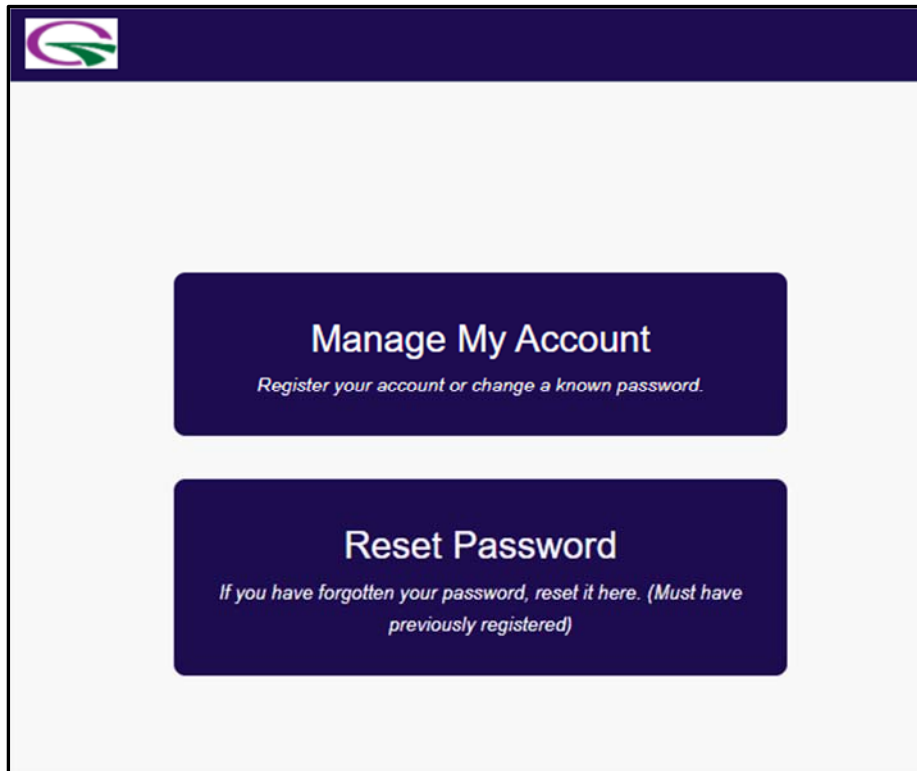 Manage My Account
Register your account or change a known password.
Reset Password
If you have forgotten your password, reset it here. (Must have
previously registered)